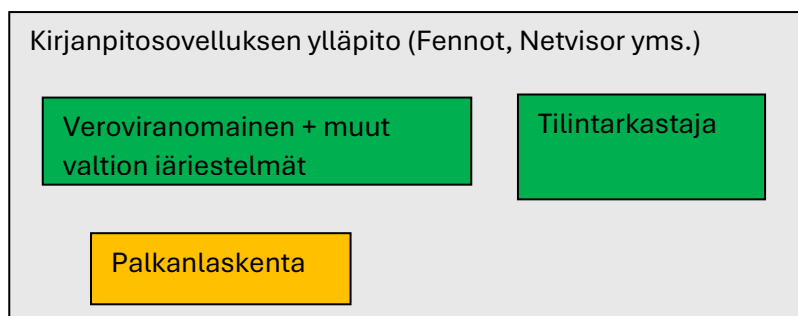 Kirjanpitosovelluksen ylläpito (Fennot, Netvisor yms.)
Veroviranomainen + muut
valtion iäriestelmät
Tilintarkastaja
Palkanlaskenta